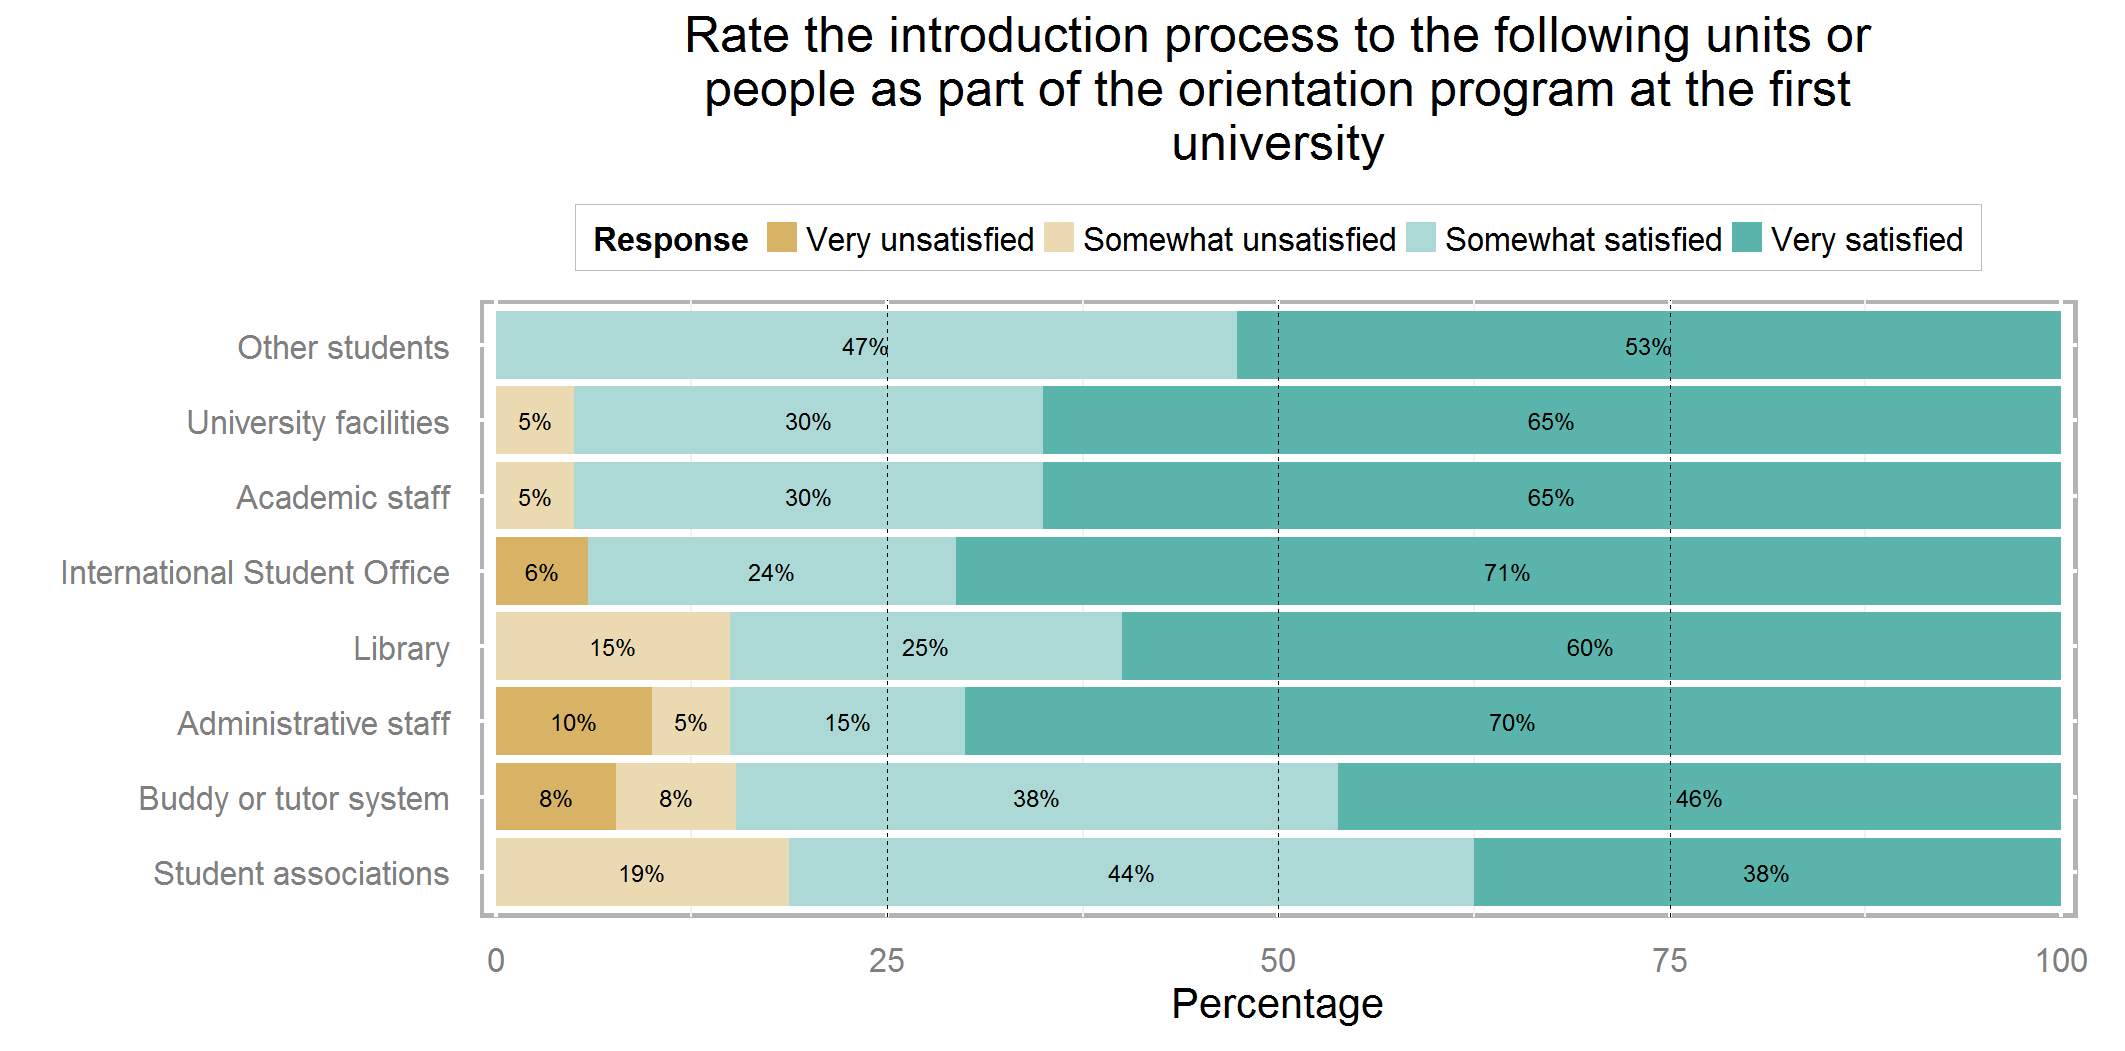 Rate the introduction process to the following units or
people as part of the orientation program at the first
university
Response Very unsatisfied Somewhat unsatisfied Somewhat satisfied Very satisfied
Other students 47% 53%
University facilities 5% 30% 65%
Academic staff 5% 30% 65%
International Student Office 6% 24% 71%
Library 15% 25% 60%
Administrative staff 10% 5% 15% 70%
Buddy or tutor system 8% 8% 38% 46%
Student associations 19% 44% 38%
0 25 50 75 100
Percentage